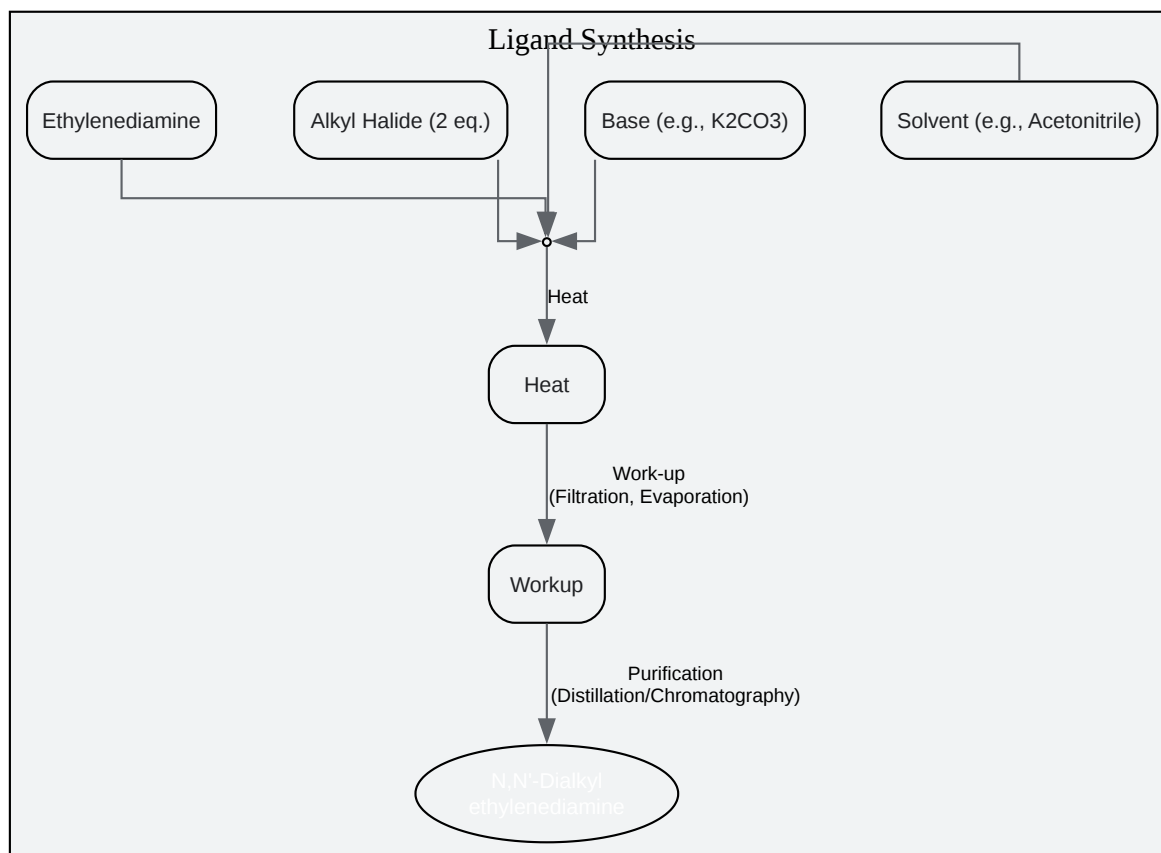 Ligand Synthesis
Ethylenediamine
Alkyl Halide (2 eq.)
Base (e.g., K2CO3)
Solvent (e.g., Acetonitrile)
Heat
Heat
Work-up
(Filtration, Evaporation)
Workup
Purification
(Distillation/Chromatography)
N,N'-Dialkyl
ethylenediamine